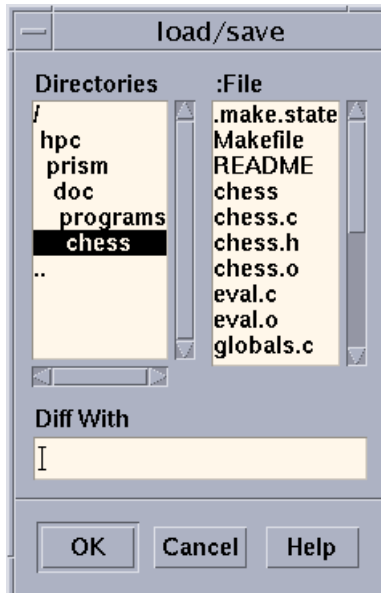 load/save
Directories
/
hpc
prism
doc
programs
chess
..
:File
.make.state
Makefile
README
chess
chess.c
chess.h
chess.o
eval.c
eval.o
globals.c
Diff With
OK
Cancel
Help